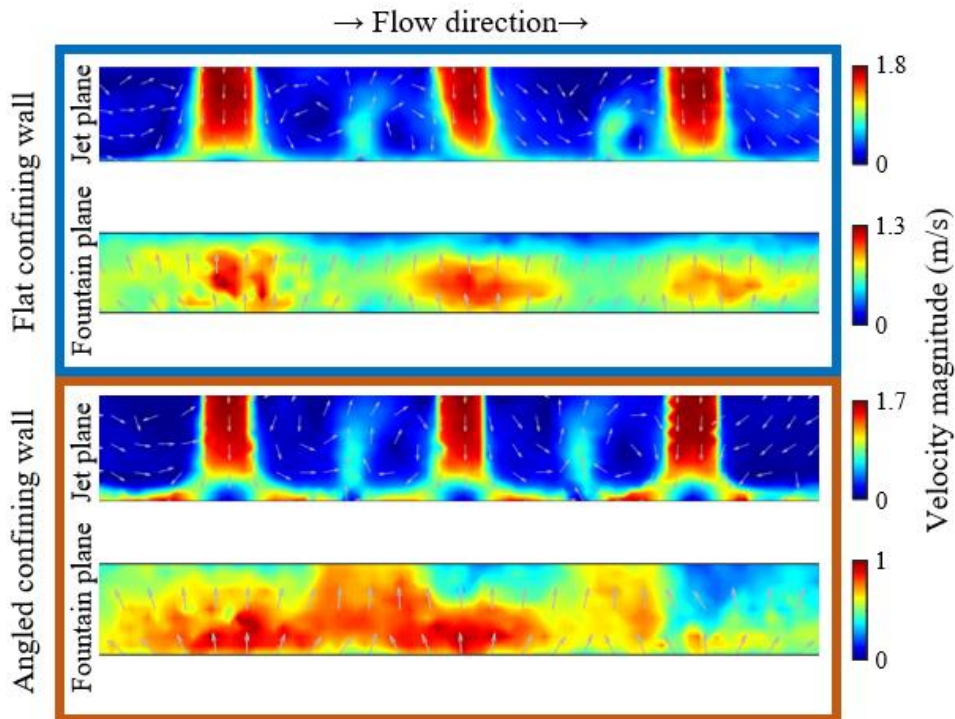 → Flow direction→
Flat confining wall
Jet plane
1.8
0
Fountain plane
1.3
0
Angled confining wall
Jet plane
1.7
0
Fountain plane
1
0
Velocity magnitude (m/s)